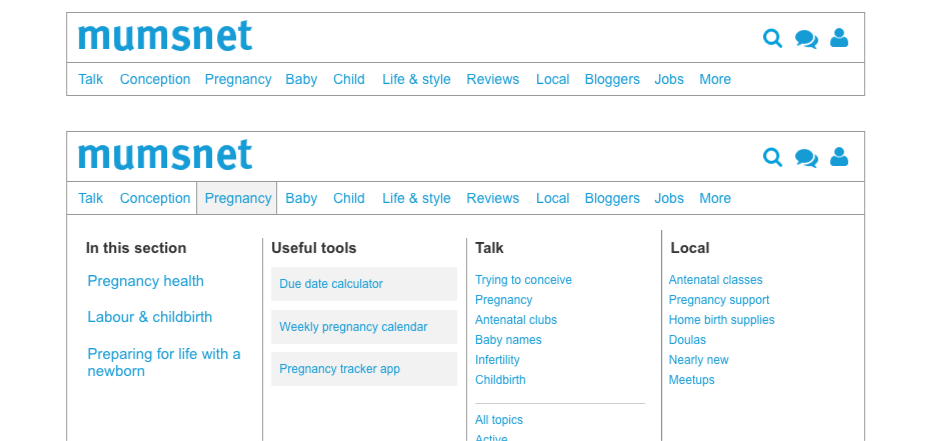 mumsnet
Talk Conception Pregnancy Baby Child Life & style Reviews Local Bloggers Jobs More
mumsnet
Talk Conception Pregnancy Baby Child Life & style Reviews Local Bloggers Jobs More
In this section
Pregnancy health
Labour & childbirth
Preparing for life with a
newborn
Useful tools
Due date calculator
Weekly pregnancy calendar
Pregnancy tracker app
Talk
Trying to conceive
Pregnancy
Antenatal clubs
Baby names
Infertility
Childbirth
All topics
Active
Local
Antenatal classes
Pregnancy support
Home birth supplies
Doulas
Nearly new
Meetups